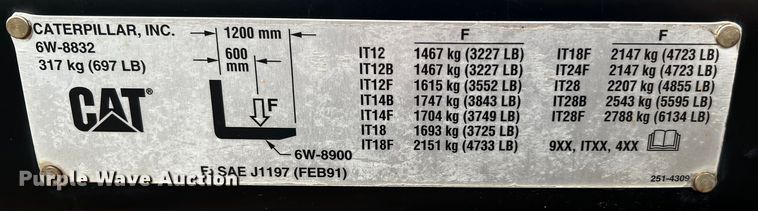 CATERPILLAR, INC.
6W-8832
317 kg (697 LB)
CAT
1200 mm
600
mm
F
6W-8900
F: SAE J1197 (FEB91)
F
IT12 1467 kg (3227 LB)
IT12B 1467 kg (3227 LB)
IT12F 1615 kg (3552 LB)
IT14B 1747 kg (3843 LB)
IT14F 1704 kg (3749 LB)
IT18 1693 kg (3725 LB)
IT18F 2151 kg (4733 LB)
F
IT18F 2147 kg (4723 LB)
IT24F 2147 kg (4723 LB)
IT28 2207 kg (4855 LB)
IT28B 2543 kg (5595 LB)
IT28F 2788 kg (6134 LB)
9XX, ITXX, 4XX
251-4309
Purple Wave Auction